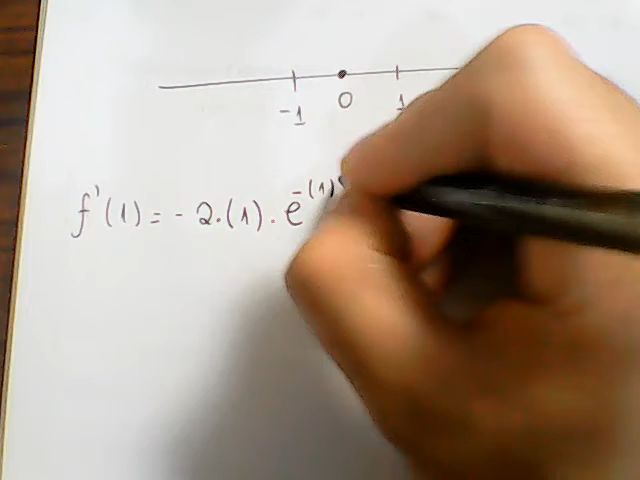 -1 0 1
f'(1) = - 2.(1). e^-(1)